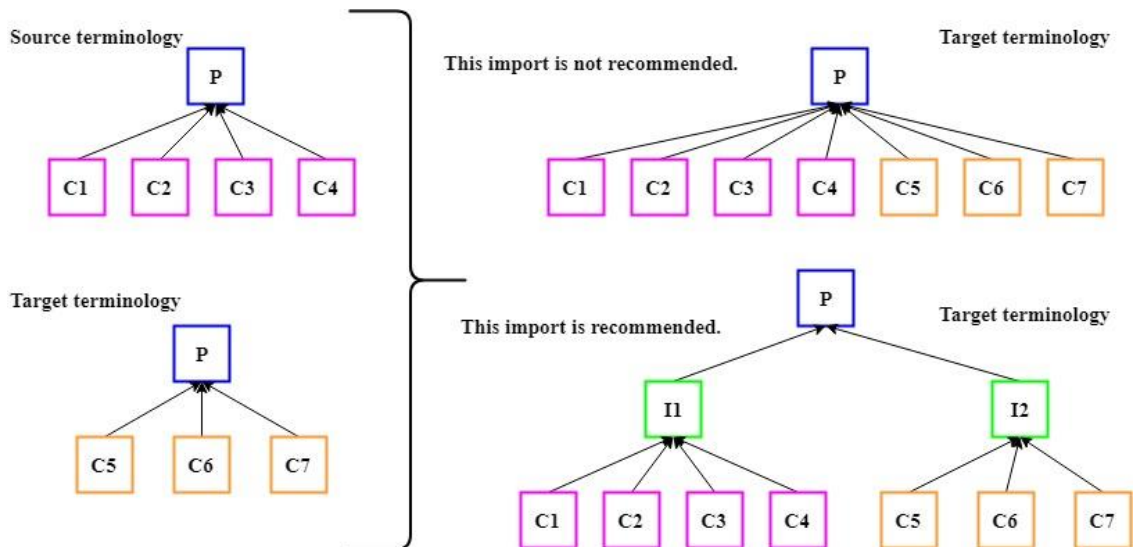 Source terminology
P
C1 C2 C3 C4
Target terminology
P
C5 C6 C7
This import is not recommended.
Target terminology
P
C1 C2 C3 C4 C5 C6 C7
This import is recommended.
Target terminology
P
I1 I2
C1 C2 C3 C4 C5 C6 C7